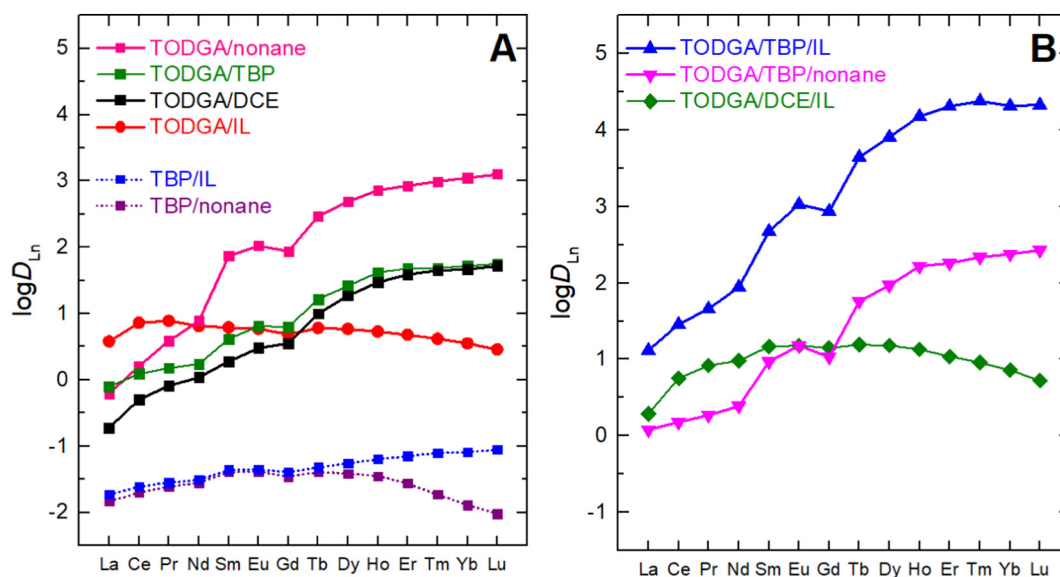 A
TODGA/nonane
TODGA/TBP
TODGA/DCE
TODGA/IL
TBP/IL
TBP/nonane
logD_Ln
5
4
3
2
1
0
-1
-2
La Ce Pr Nd Sm Eu Gd Tb Dy Ho Er Tm Yb Lu
B
TODGA/TBP/IL
TODGA/TBP/nonane
TODGA/DCE/IL
logD_Ln
5
4
3
2
1
0
-1
La Ce Pr Nd Sm Eu Gd Tb Dy Ho Er Tm Yb Lu